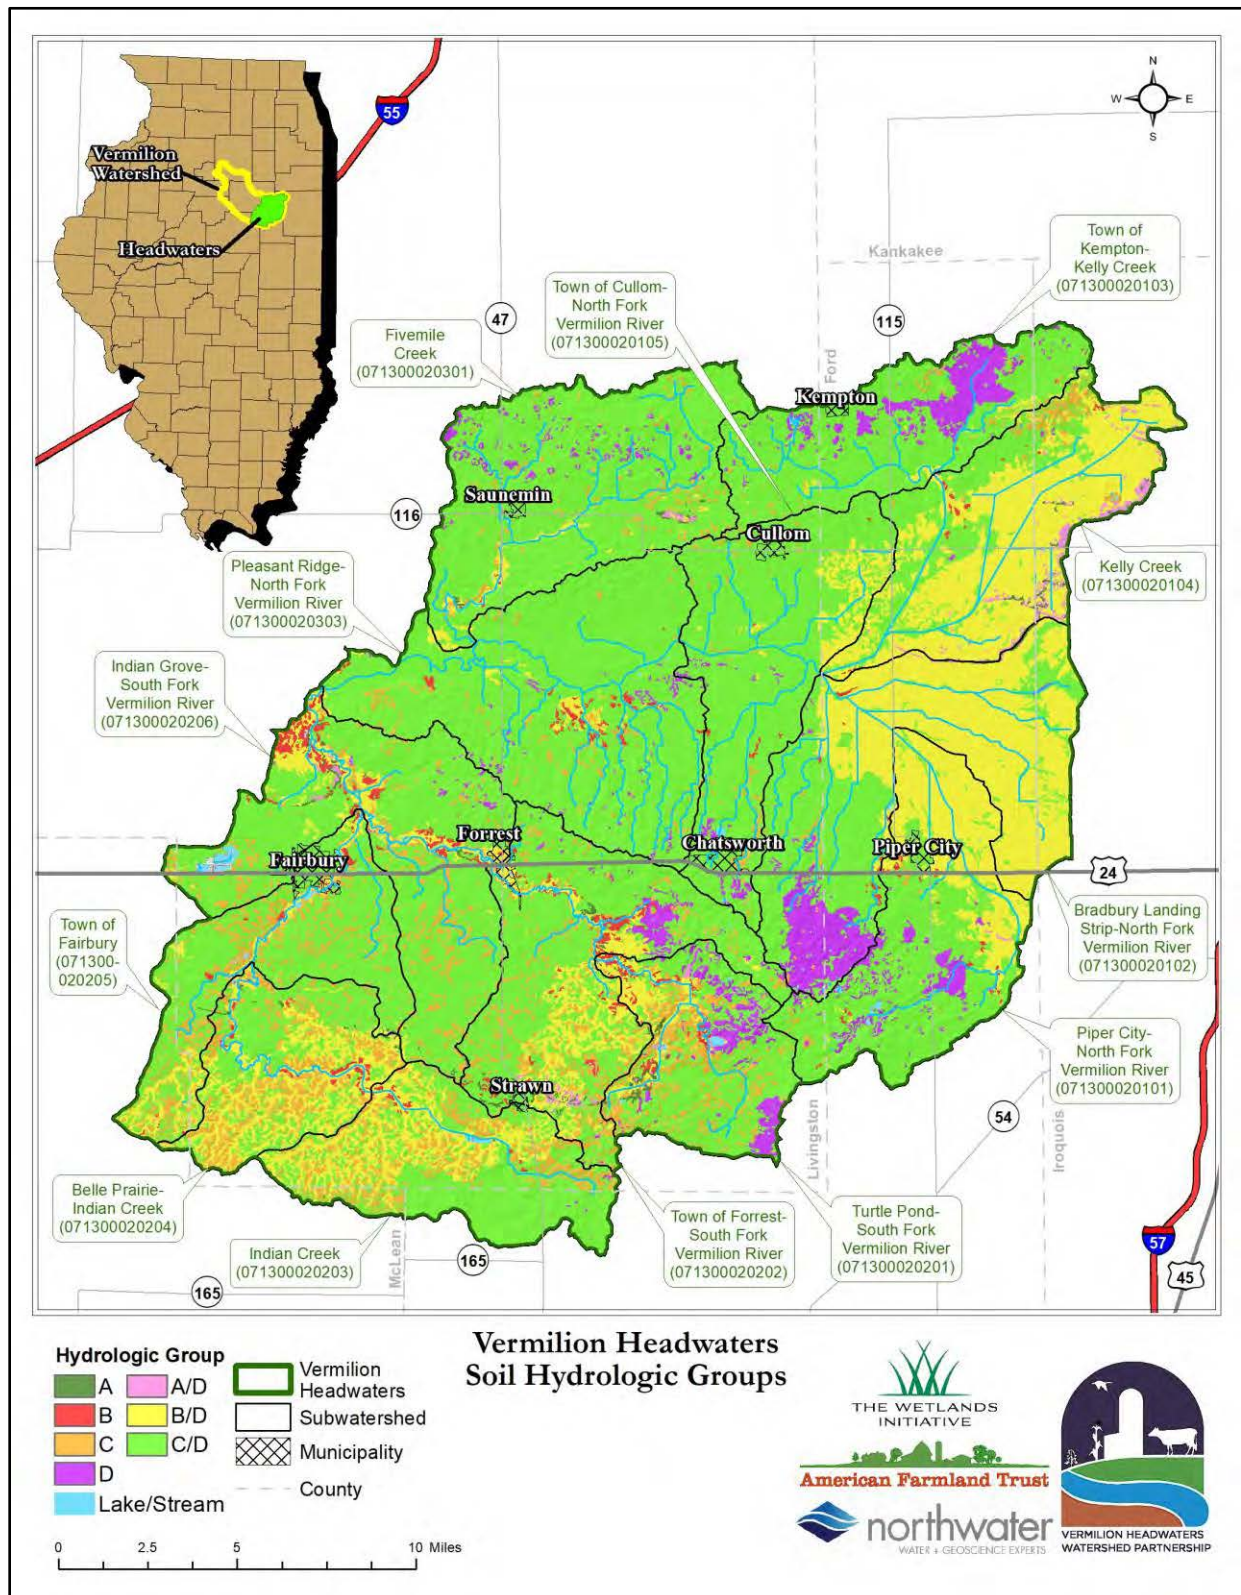 55
N
W
E
S
Vermilion
Watershed
Headwaters
Kankakee
Town of
Kempton-
Kelly Creek
(071300020103)
Town of Cullom-
North Fork
Vermilion River
(071300020105)
47
115
Fivemile
Creek
(071300020301)
Ford
Kempton
Saunemin
116
Cullom
Pleasant Ridge-
North Fork
Vermilion River
(071300020303)
Kelly Creek
(071300020104)
Indian Grove-
South Fork
Vermilion River
(071300020206)
Forrest
Chatsworth
Piper City
Fairbury
24
Town of
Fairbury
(071300-
020205)
Bradbury Landing
Strip-North Fork
Vermilion River
(071300020102)
Piper City-
North Fork
Vermilion River
(071300020101)
Strawn
54
Livingston
Iroquois
Belle Prairie-
Indian Creek
(071300020204)
Town of Forrest-
South Fork
Vermilion River
(071300020202)
Turtle Pond-
South Fork
Vermilion River
(071300020201)
Indian Creek
(071300020203)
McLean
165
165
57
45
Vermilion Headwaters
Soil Hydrologic Groups
Hydrologic Group
A
A/D
B
B/D
C
C/D
D
Lake/Stream
Vermilion
Headwaters
Subwatershed
Municipality
County
0
2.5
5
10 Miles
THE WETLANDS
INITIATIVE
American Farmland Trust
northwater
WATER + GEOSCIENCE EXPERTS
VERMILION HEADWATERS
WATERSHED PARTNERSHIP